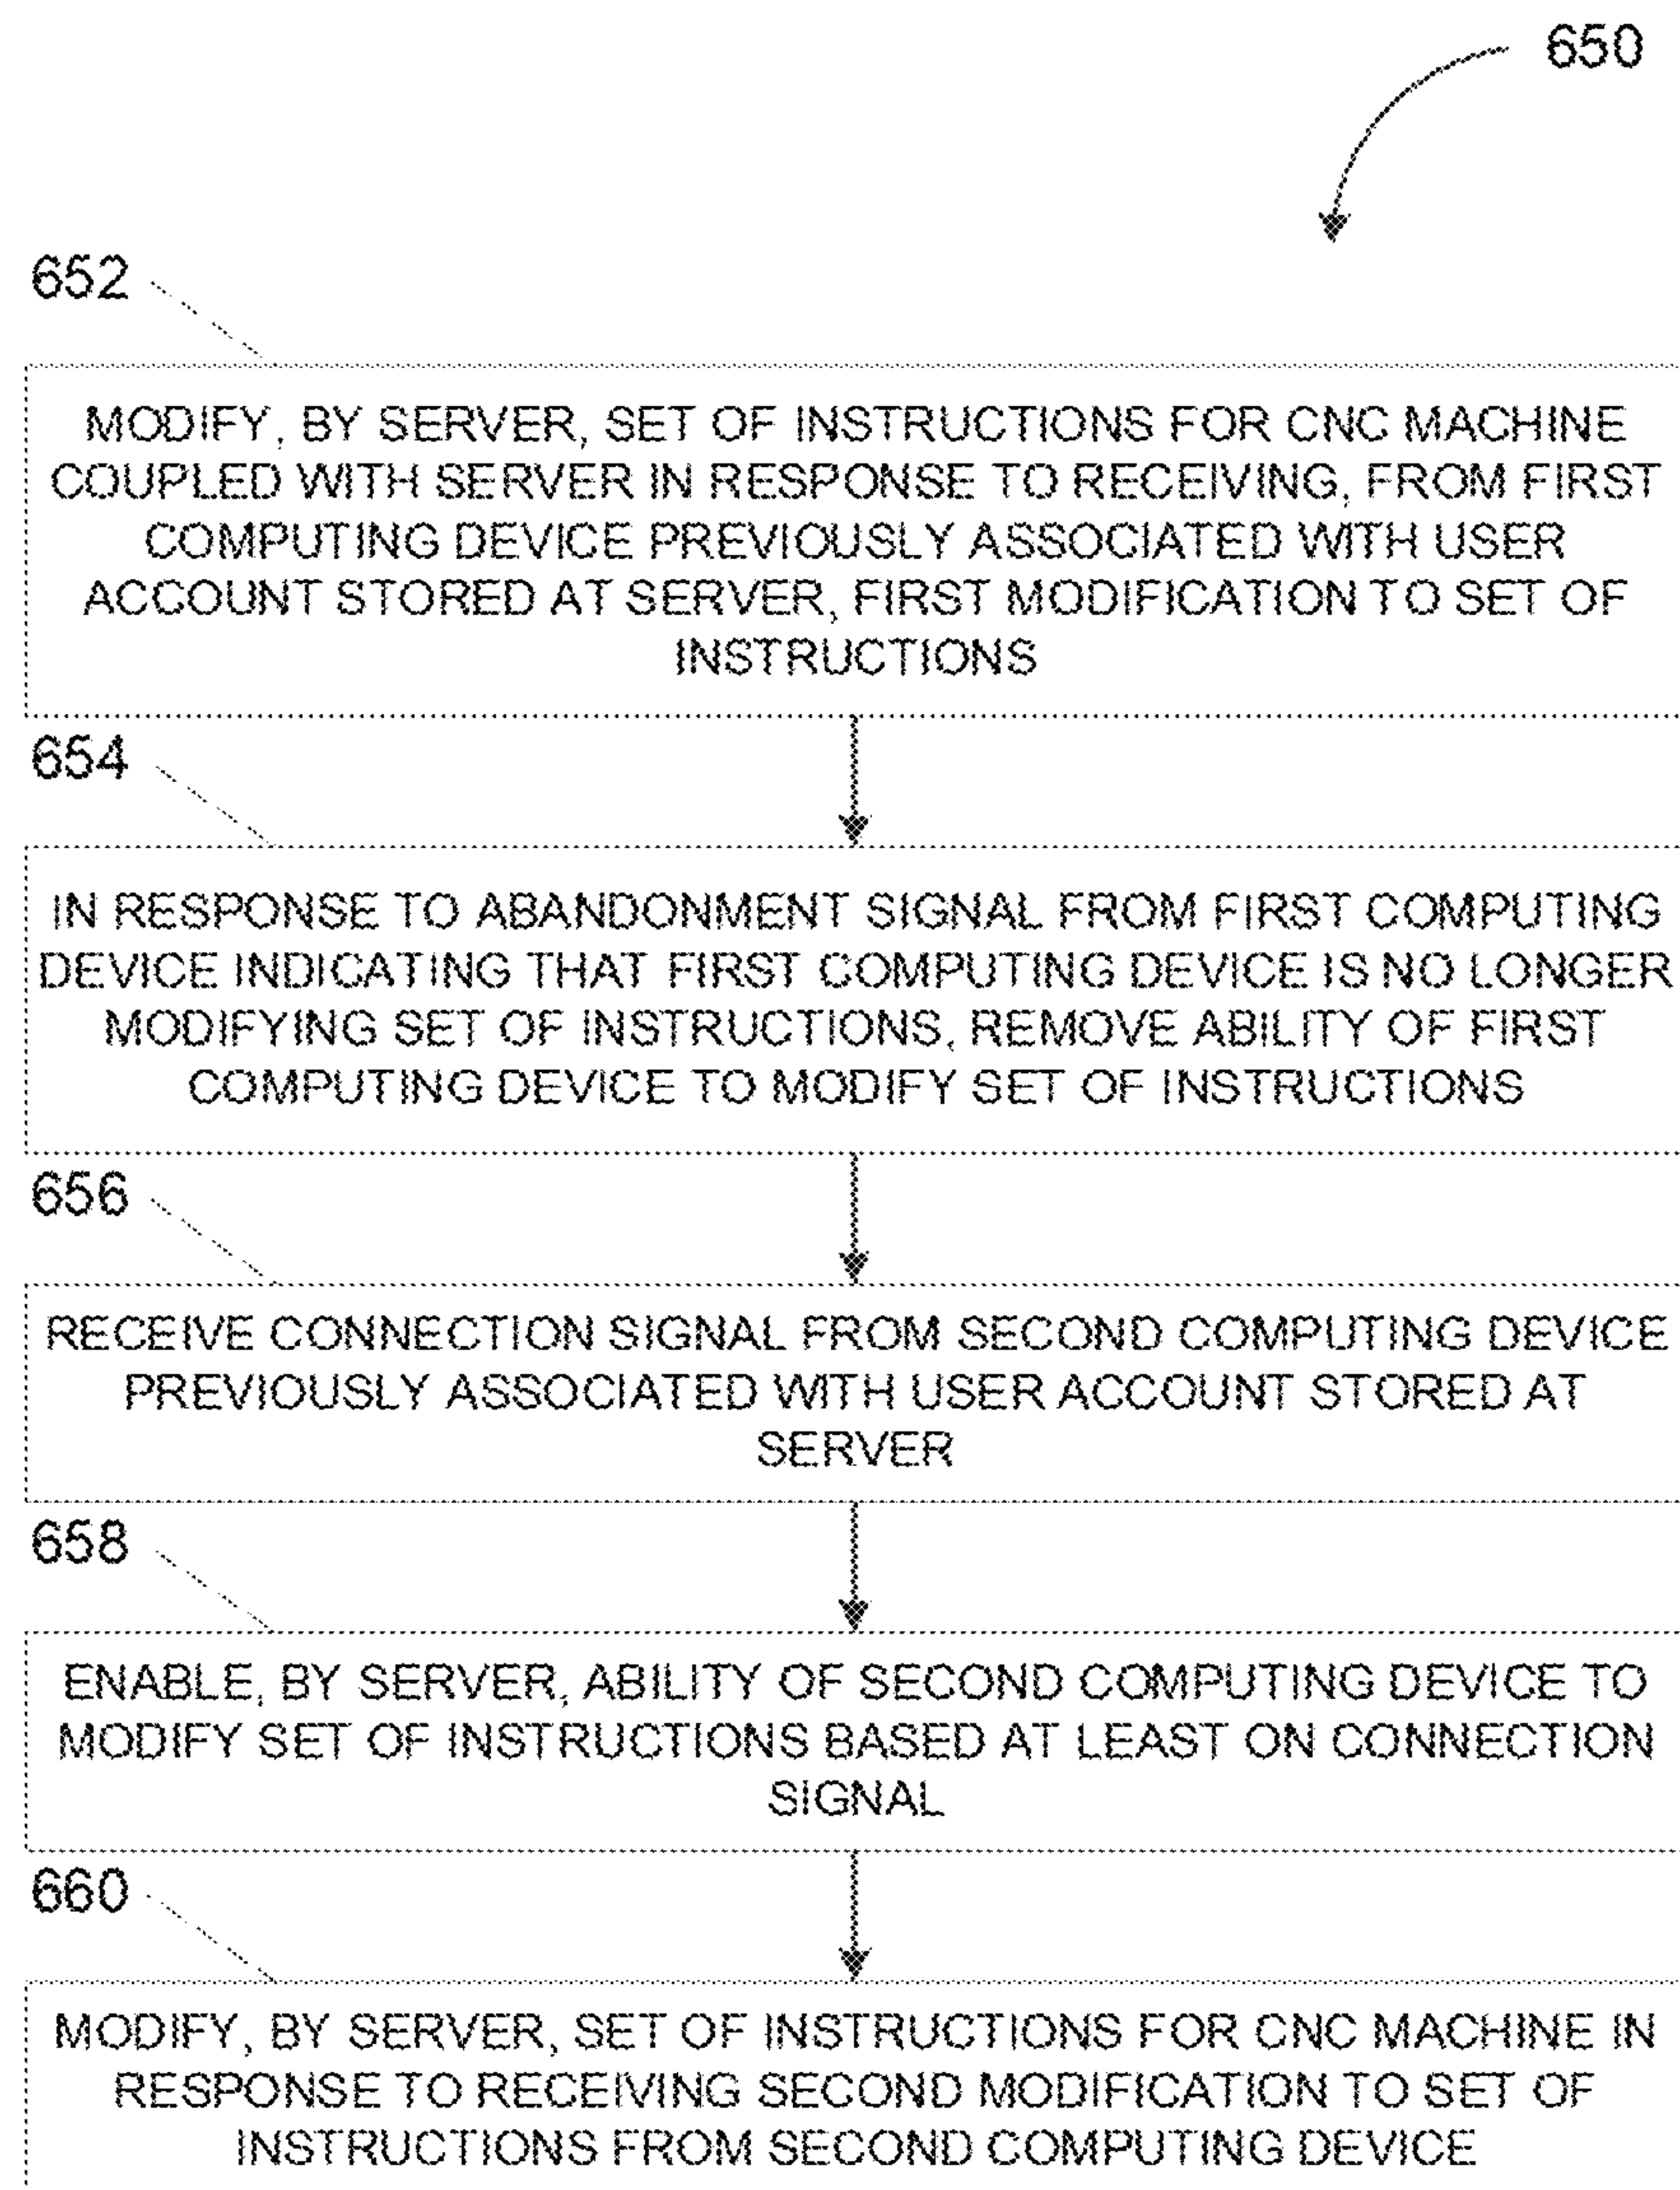 650
652
MODIFY, BY SERVER, SET OF INSTRUCTIONS FOR CNC MACHINE
COUPLED WITH SERVER IN RESPONSE TO RECEIVING, FROM FIRST
COMPUTING DEVICE PREVIOUSLY ASSOCIATED WITH USER
ACCOUNT STORED AT SERVER, FIRST MODIFICATION TO SET OF
INSTRUCTIONS
654
IN RESPONSE TO ABANDONMENT SIGNAL FROM FIRST COMPUTING
DEVICE INDICATING THAT FIRST COMPUTING DEVICE IS NO LONGER
MODIFYING SET OF INSTRUCTIONS, REMOVE ABILITY OF FIRST
COMPUTING DEVICE TO MODIFY SET OF INSTRUCTIONS
656
RECEIVE CONNECTION SIGNAL FROM SECOND COMPUTING DEVICE
PREVIOUSLY ASSOCIATED WITH USER ACCOUNT STORED AT
SERVER
658
ENABLE, BY SERVER, ABILITY OF SECOND COMPUTING DEVICE TO
MODIFY SET OF INSTRUCTIONS BASED AT LEAST ON CONNECTION
SIGNAL
660
MODIFY, BY SERVER, SET OF INSTRUCTIONS FOR CNC MACHINE IN
RESPONSE TO RECEIVING SECOND MODIFICATION TO SET OF
INSTRUCTIONS FROM SECOND COMPUTING DEVICE